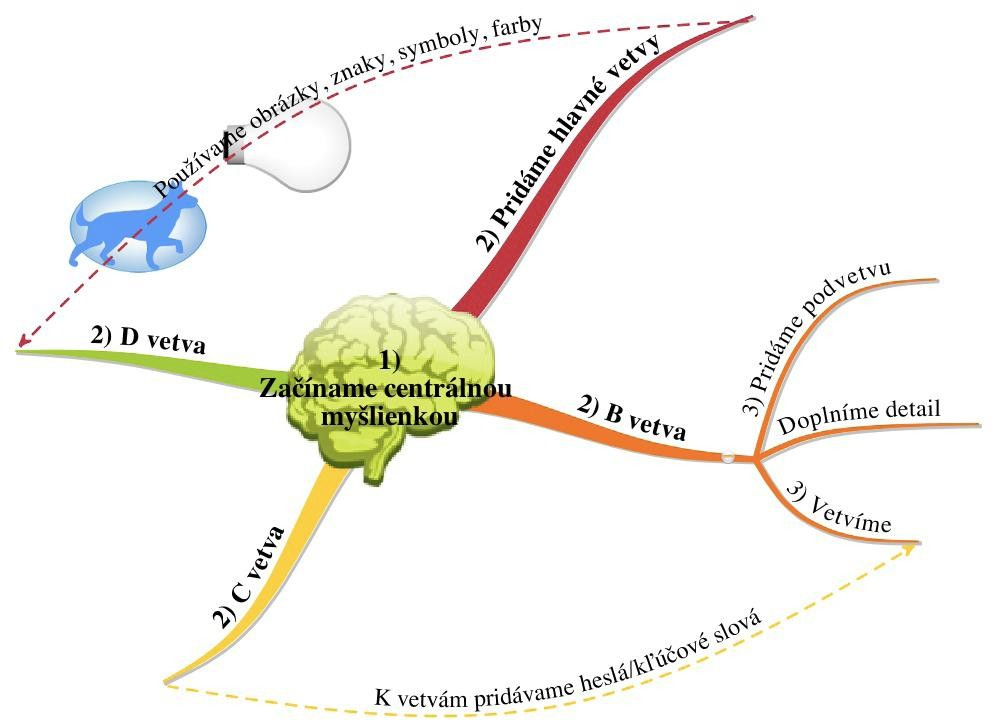 Používame obrázky, znaky, symboly, farby
2) Pridáme hlavné vetvy
2) D vetva
1)
Začíname centrálnou
myšlienkou
2) B vetva
3) Pridáme podvetvu
Doplníme detail
3) Vetvíme
2) C vetva
K vetvám pridávame heslá/kľúčové slová